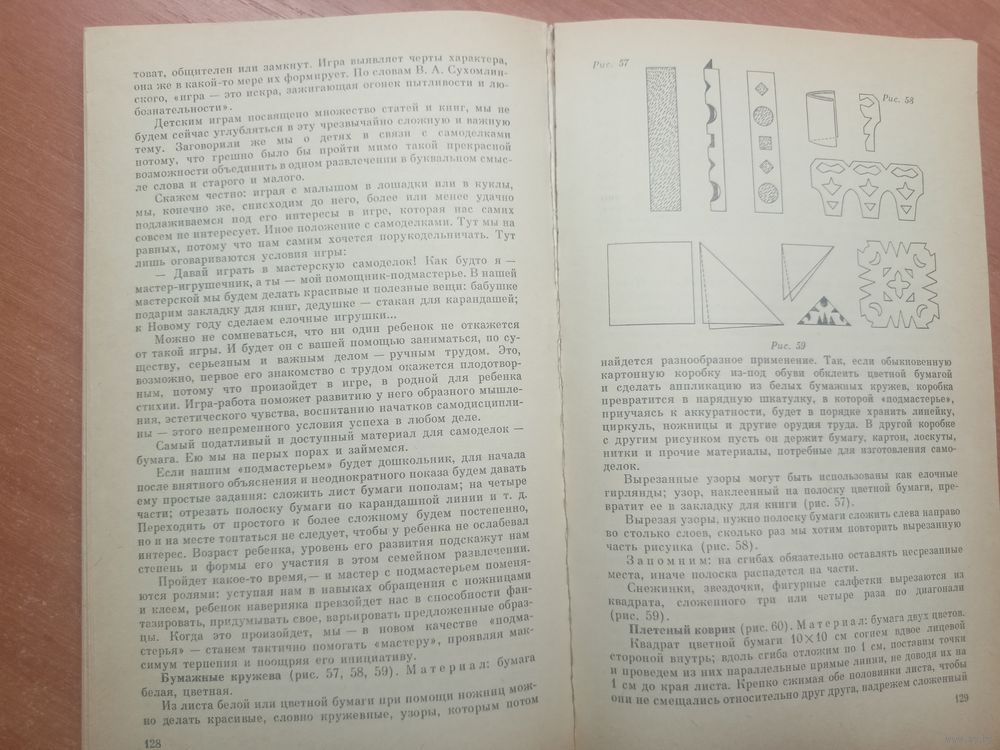 товат, общителен или замкнут. Игра выявляет черты характера,
она же в какой-то мере их формирует. По словам В. А. Сухомлин-
ского, «игра — это искра, зажигающая огонек пытливости и лю-
бознательности».
Детским играм посвящено множество статей и книг, мы не
будем сейчас углубляться в эту чрезвычайно сложную и важную
тему. Заговорили же мы о детях в связи с самоделками
потому, что грешно было бы пройти мимо такой прекрасной
возможности объединить в одном развлечении в буквальном смыс-
ле слова и старого и малого.
Скажем честно: играя с малышом в лошадки или в куклы,
мы, конечно же, снисходим до него, более или менее удачно
подлаживаемся под его интересы в игре, которая нас самих
совсем не интересует. Иное положение с самоделками. Тут мы на
равных, потому что нам самим хочется порукодельничать. Тут
лишь оговариваются условия игры:
— Давай играть в мастерскую самоделок! Как будто я —
мастер-игрушечник, а ты — мой помощник-подмастерье. В нашей
мастерской мы будем делать красивые и полезные вещи: бабушке
подарим закладку для книг, дедушке — стакан для карандашей;
к Новому году сделаем елочные игрушки...
Можно не сомневаться, что ни один ребенок не откажется
от такой игры. И будет он с вашей помощью заниматься, по су-
ществу, серьезным и важным делом — ручным трудом. Это,
возможно, первое его знакомство с трудом окажется плодотвор-
ным, потому что произойдет в игре, в родной для ребенка
стихии. Игра-работа поможет развитию у него образного мышле-
ния, эстетического чувства, воспитанию начатков самодисципли-
ны — этого непременного условия успеха в любом деле.
Самый податливый и доступный материал для самоделок —
бумага. Ею мы на первых порах и займемся.
Если вашим «подмастерьем» будет дошкольник, для начала
после внятного объяснения и неоднократного показа будем давать
ему простые задания: сложить лист бумаги пополам; на четыре
части; отрезать полоску бумаги по карандашной линии и т. д.
Переходить от простого к более сложному будем постепенно,
но и на месте топтаться не следует, чтобы у ребенка не ослабевал
интерес. Возраст ребенка, уровень его развития подскажут нам
степень и формы его участия в этом семейном развлечении.
Пройдет какое-то время,— и мастер с подмастерьем поменя-
ются ролями: уступая нам в навыках обращения с ножницами
и клеем, ребенок наверняка превзойдет нас в способности фан-
тазировать, придумывать свое, варьировать предложенные образ-
цы. Когда это произойдет, мы — в новом качестве «подма-
стерья» — станем тактично помогать «мастеру», проявляя мак-
симум терпения и поощряя его инициативу.
Бумажные кружева (рис. 57, 58, 59). Материал: бумага
белая, цветная.
Из листа белой или цветной бумаги при помощи ножниц мож-
но делать красивые, словно кружевные, узоры, которым потом
128
Рис. 57
Рис. 58
Рис. 59
найдется разнообразное применение. Так, если обыкновенную
картонную коробку из-под обуви обклеить цветной бумагой
и сделать аппликацию из белых бумажных кружев, коробка
превратится в нарядную шкатулку, в которой «подмастерье»,
приучаясь к аккуратности, будет в порядке хранить линейку,
циркуль, ножницы и другие орудия труда. В другой коробке
с другим рисунком пусть он держит бумагу, картон, лоскуты,
нитки и прочие материалы, потребные для изготовления само-
делок.
Вырезанные узоры могут быть использованы как елочные
гирлянды; узор, наклеенный на полоску цветной бумаги, пре-
вратит ее в закладку для книги (рис. 57).
Вырезая узоры, нужно полоску бумаги сложить слева направо
во столько слоев, сколько раз мы хотим повторить вырезанную
часть рисунка (рис. 58).
Запомним: на сгибах обязательно оставлять несрезанные
места, иначе полоска распадется на части.
Снежинки, звездочки, фигурные салфетки вырезаются из
квадрата, сложенного три или четыре раза по диагонали
(рис. 59).
Плетеный коврик (рис. 60). Материал: бумага двух цветов.
Квадрат цветной бумаги 10×10 см согнем вдвое лицевой
стороной внутрь; вдоль сгиба отложим по 1 см, поставим точки
и проведем из них параллельные прямые линии, не доводя их на
1 см до края листа. Крепко сжимая обе половинки листа, чтобы
они не смещались относительно друг друга, надрежем сложенный
129